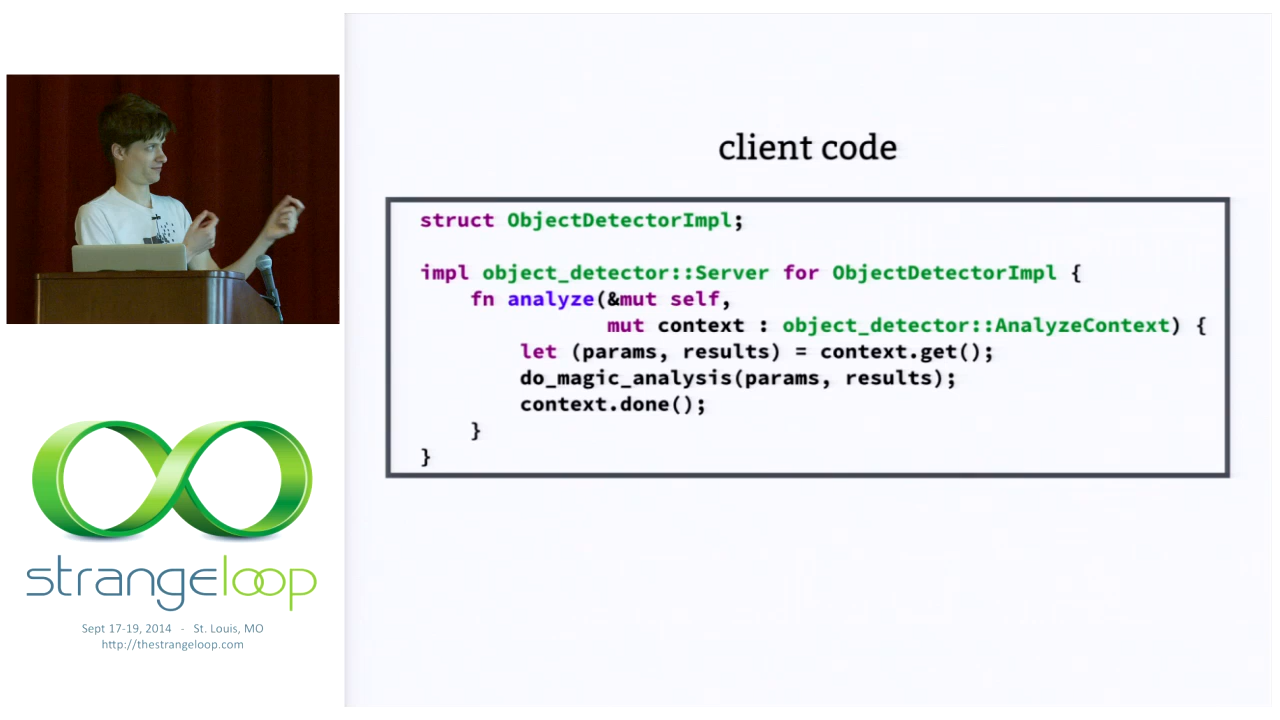 client code
struct ObjectDetectorImpl;
impl object_detector::Server for ObjectDetectorImpl {
fn analyze(&mut self,
mut context : object_detector::AnalyzeContext) {
let (params, results) = context.get();
do_magic_analysis(params, results);
context.done();
}
}
strangeloop
Sept 17-19, 2014 - St. Louis, MO
http://thestrangeloop.com